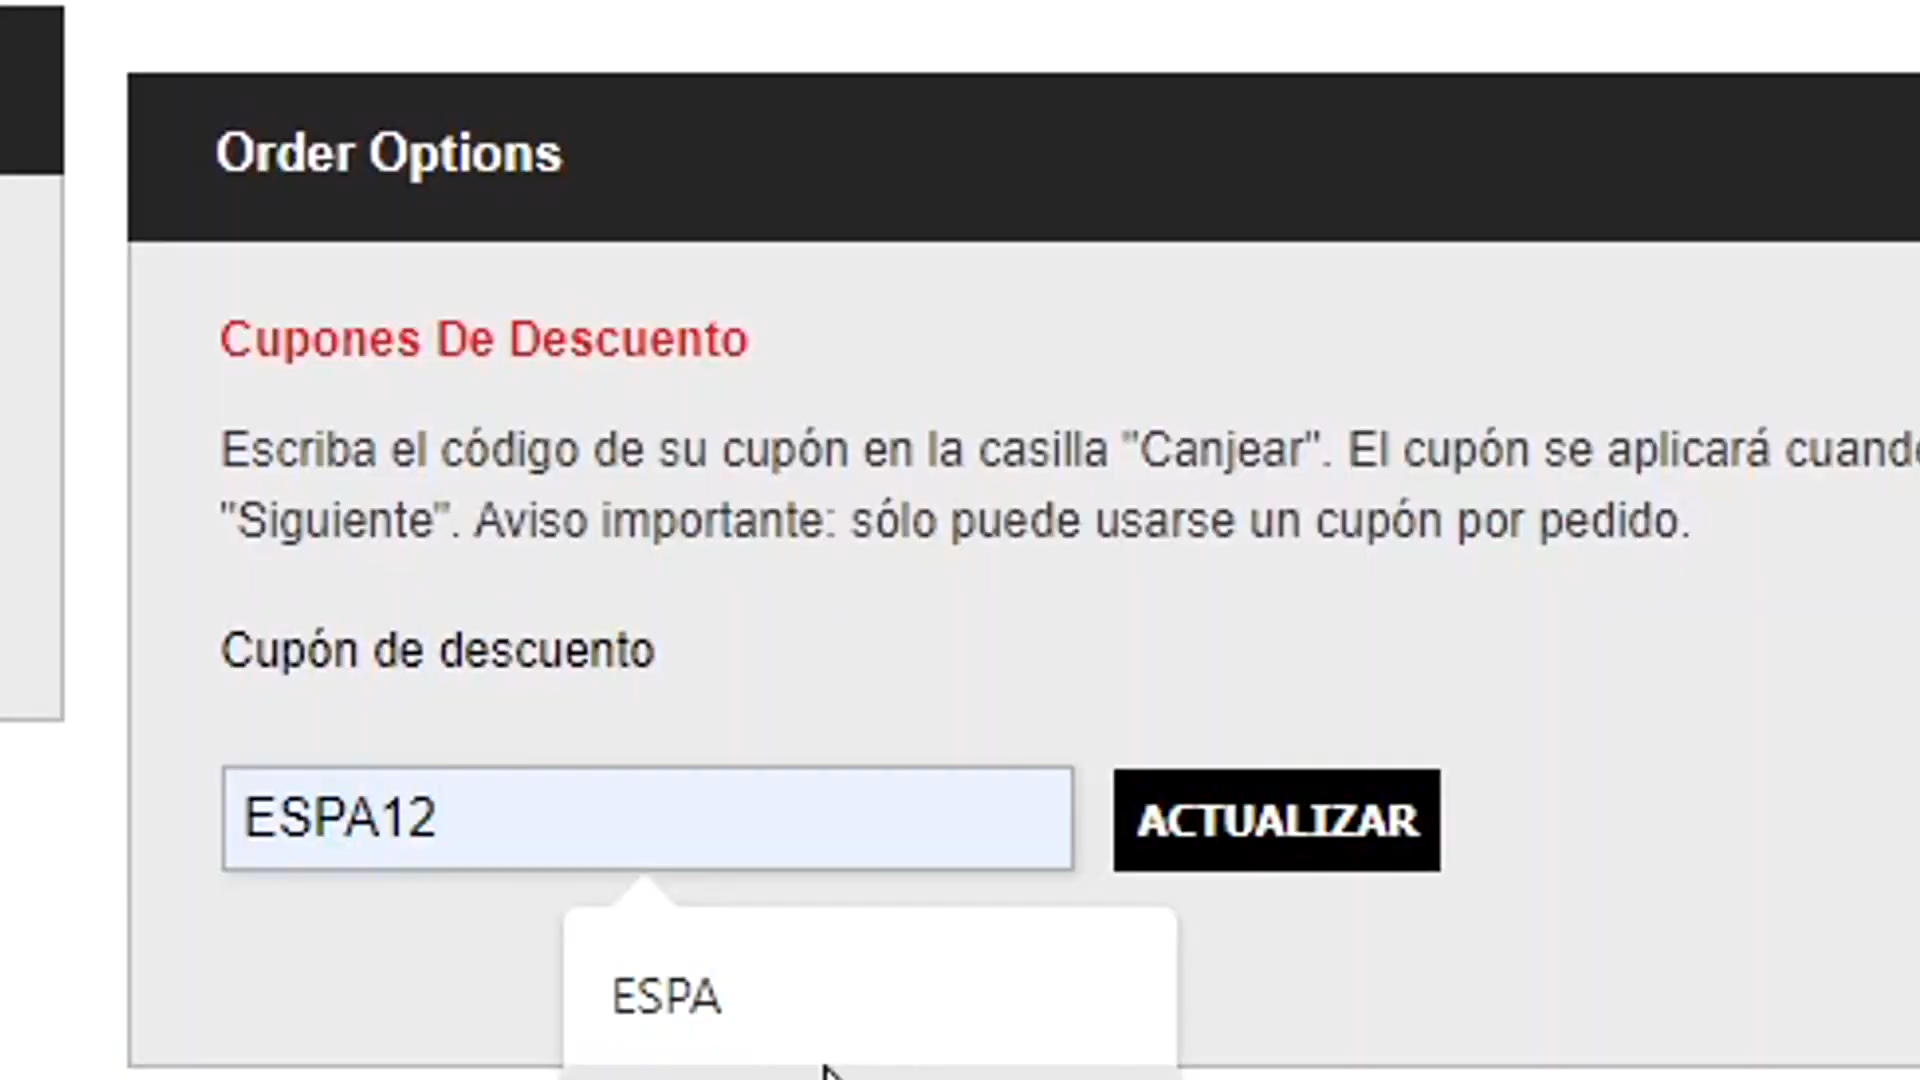 Order Options
Cupones De Descuento
Escriba el código de su cupón en la casilla "Canjear". El cupón se aplicará
"Siguiente". Aviso importante: sólo puede usarse un cupón por pedido.
Cupón de descuento
ESPA12
ACTUALIZAR
ESPA